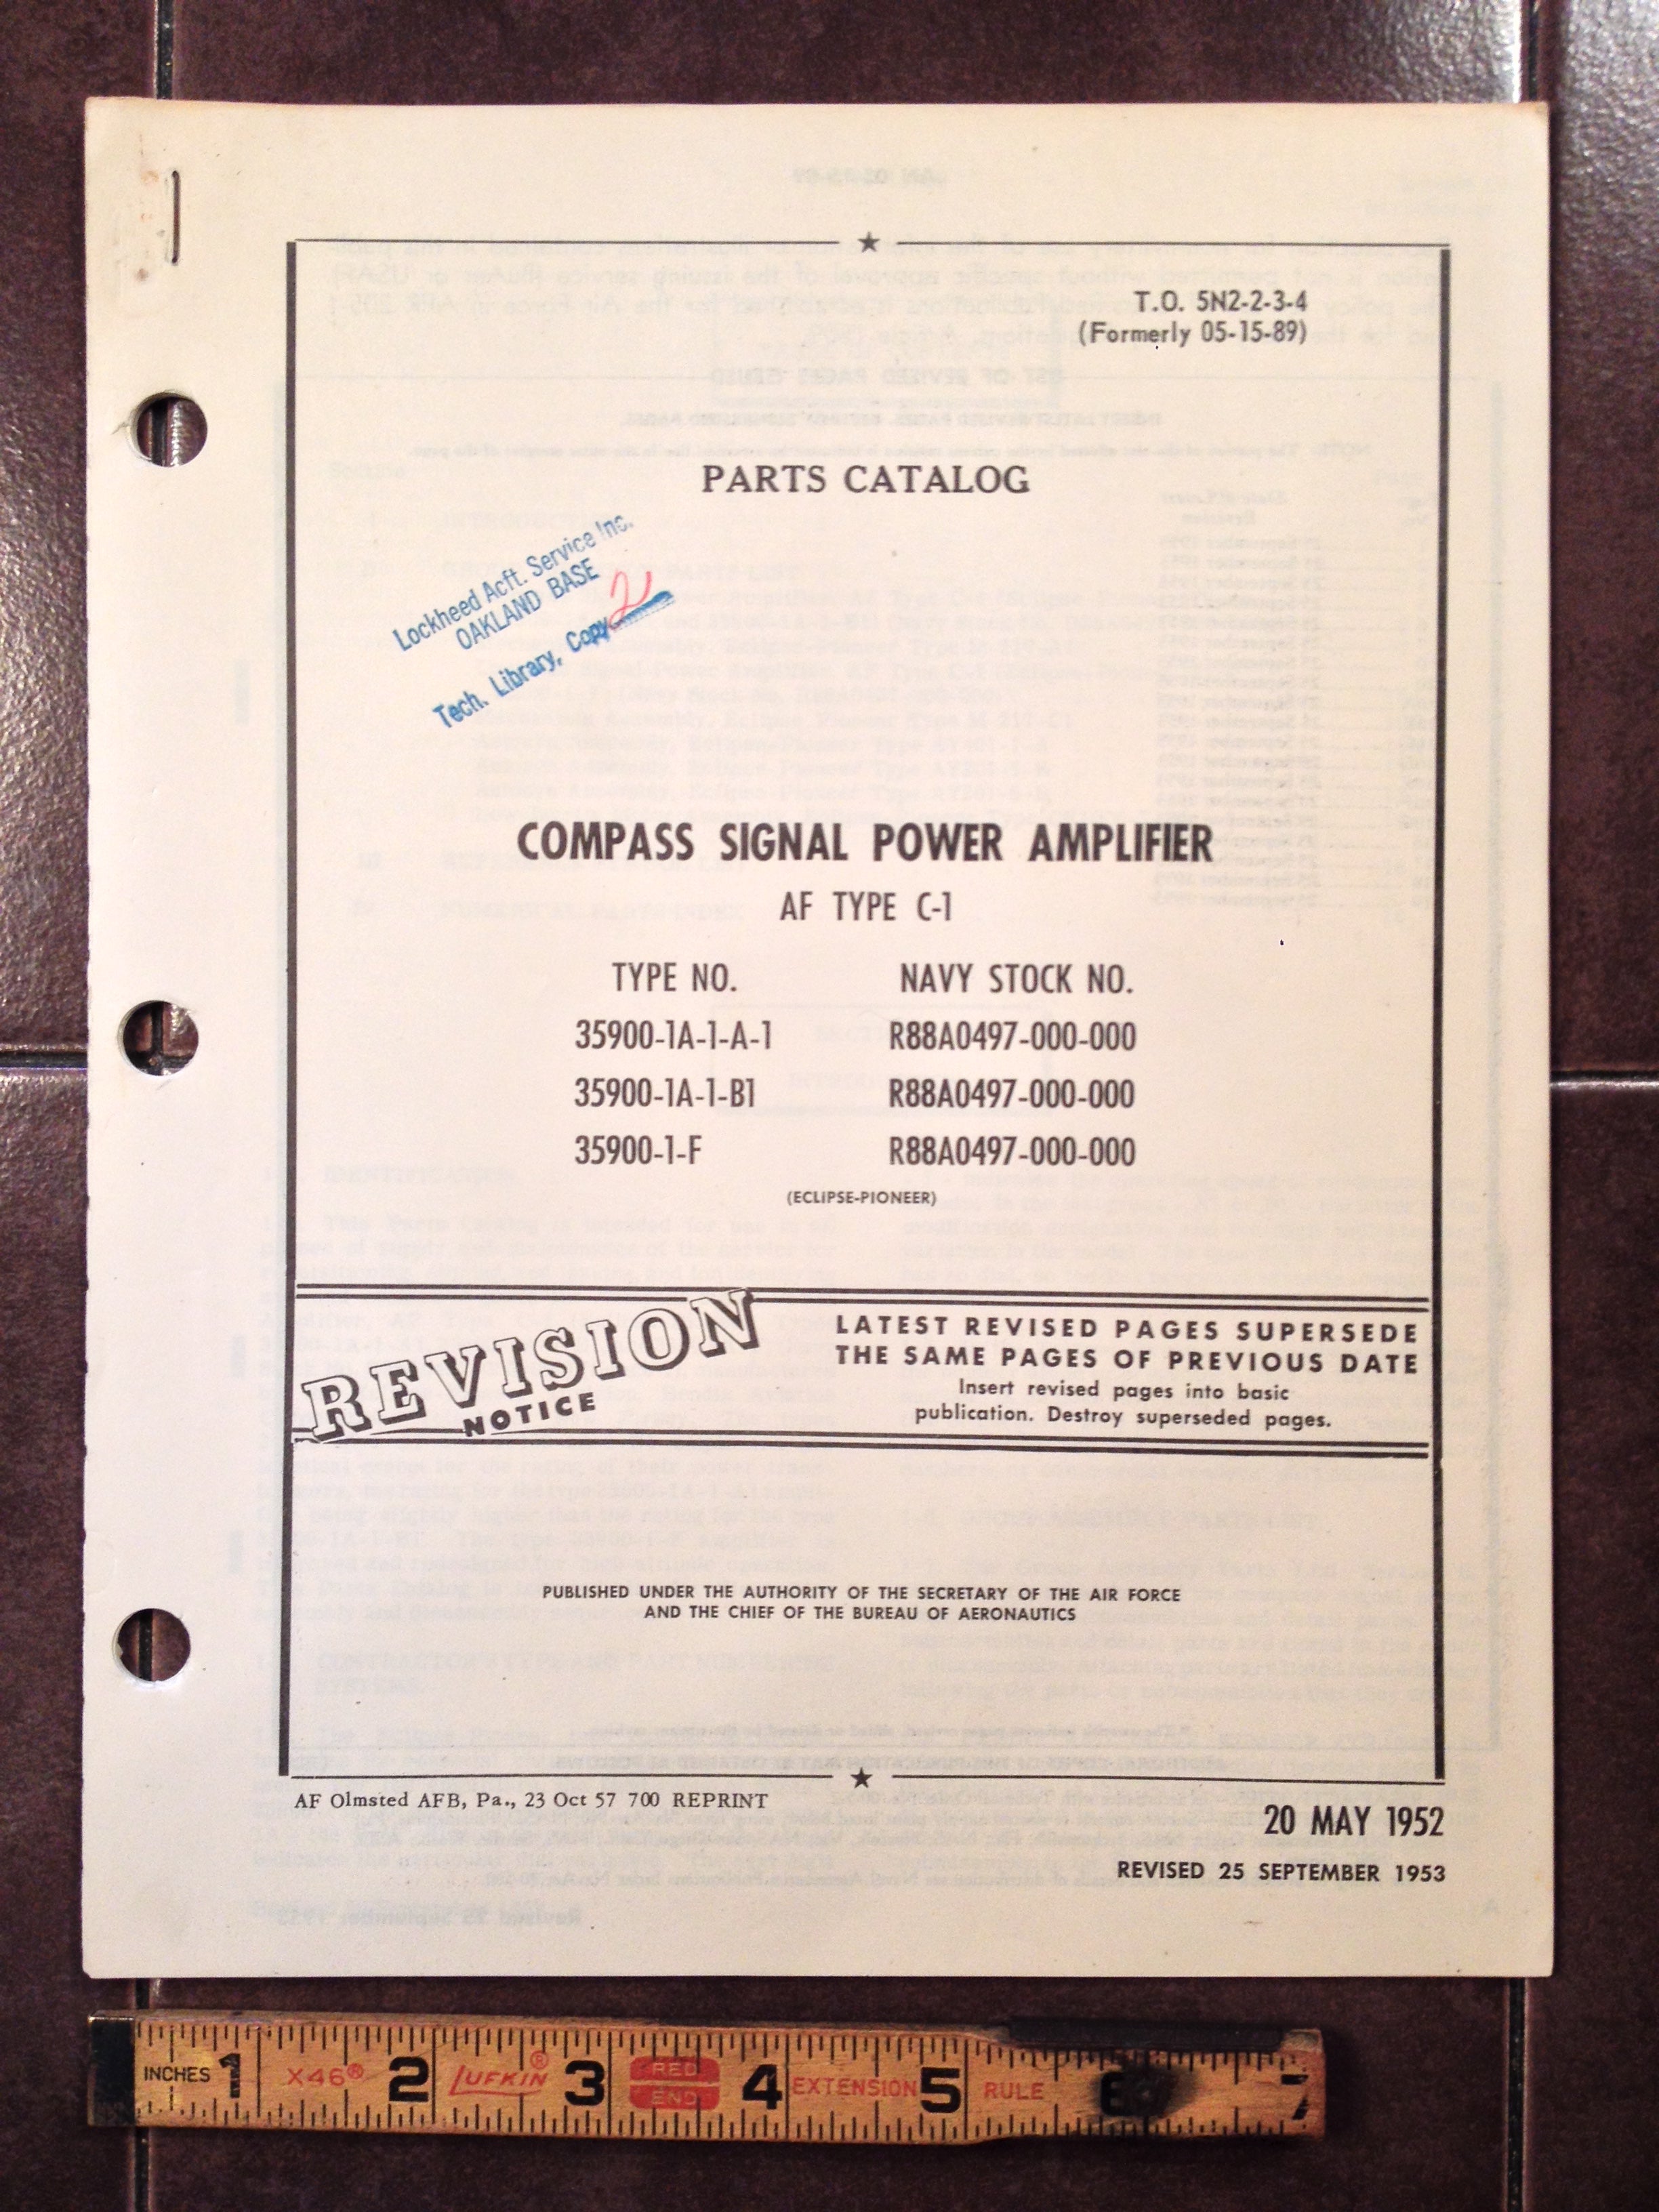 T.O. 5N2-2-3-4
(Formerly 05-15-89)
PARTS CATALOG
Lockheed Acft. Service Inc.
OAKLAND BASE
Tech. Library, Copy 2
COMPASS SIGNAL POWER AMPLIFIER
AF TYPE C-1
TYPE NO. NAVY STOCK NO.
35900-1A-1-A-1 R88A0497-000-000
35900-1A-1-B1 R88A0497-000-000
35900-1-F R88A0497-000-000
(ECLIPSE-PIONEER)
REVISION
NOTICE
LATEST REVISED PAGES SUPERSEDE
THE SAME PAGES OF PREVIOUS DATE
Insert revised pages into basic
publication. Destroy superseded pages.
PUBLISHED UNDER THE AUTHORITY OF THE SECRETARY OF THE AIR FORCE
AND THE CHIEF OF THE BUREAU OF AERONAUTICS
AF Olmsted AFB, Pa., 23 Oct 57 700 REPRINT
20 MAY 1952
REVISED 25 SEPTEMBER 1953
INCHES 1 X46® 2 LUFKIN® 3 RED END 4 EXTENSION 5 RULE 6 7